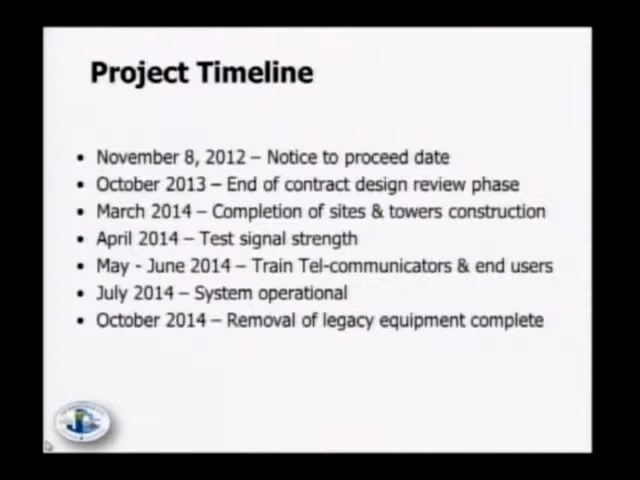 Project Timeline
• November 8, 2012 – Notice to proceed date
• October 2013 – End of contract design review phase
• March 2014 – Completion of sites & towers construction
• April 2014 – Test signal strength
• May - June 2014 – Train Tel-communicators & end users
• July 2014 – System operational
• October 2014 – Removal of legacy equipment complete